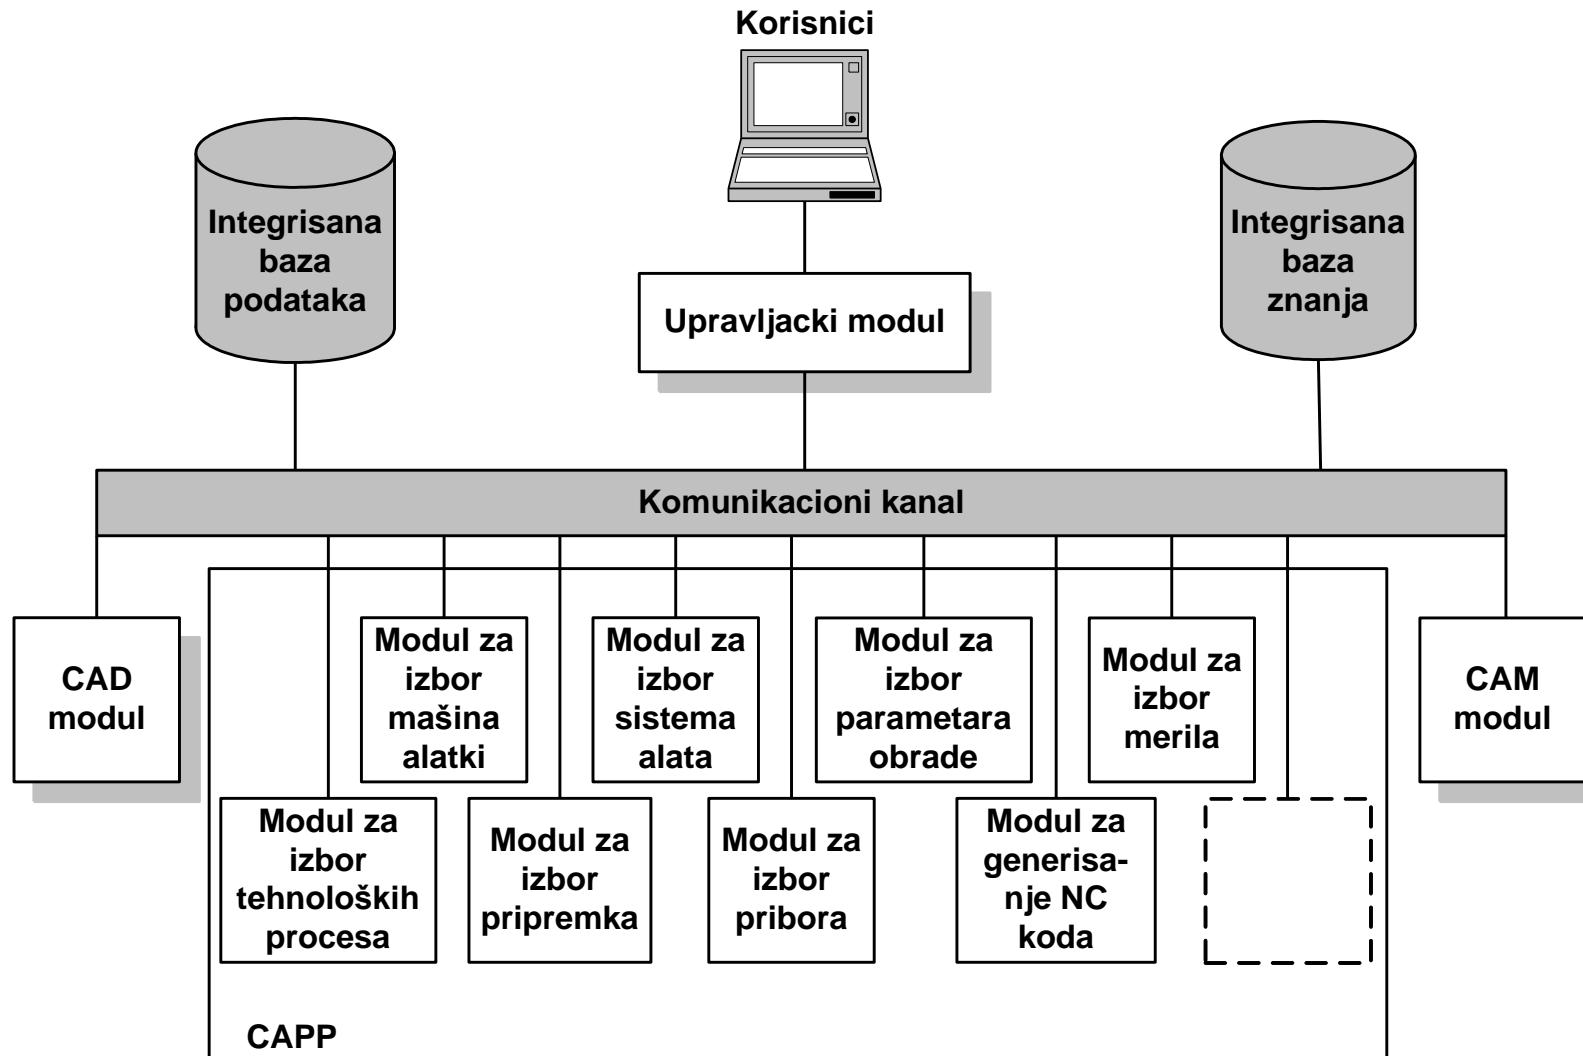 Korisnici
Integrisana
baza
podataka
Upravljacki modul
Integrisana
baza
znanja
Komunikacioni kanal
CAD
modul
Modul za
izbor
mašina
alatki
Modul za
izbor
sistema
alata
Modul za
izbor
parametara
obrade
Modul za
izbor
merila
CAM
modul
Modul za
izbor
tehnoloških
procesa
Modul za
izbor
pripremka
Modul za
izbor
pribora
Modul za
generisa-
nje NC
koda
CAPP